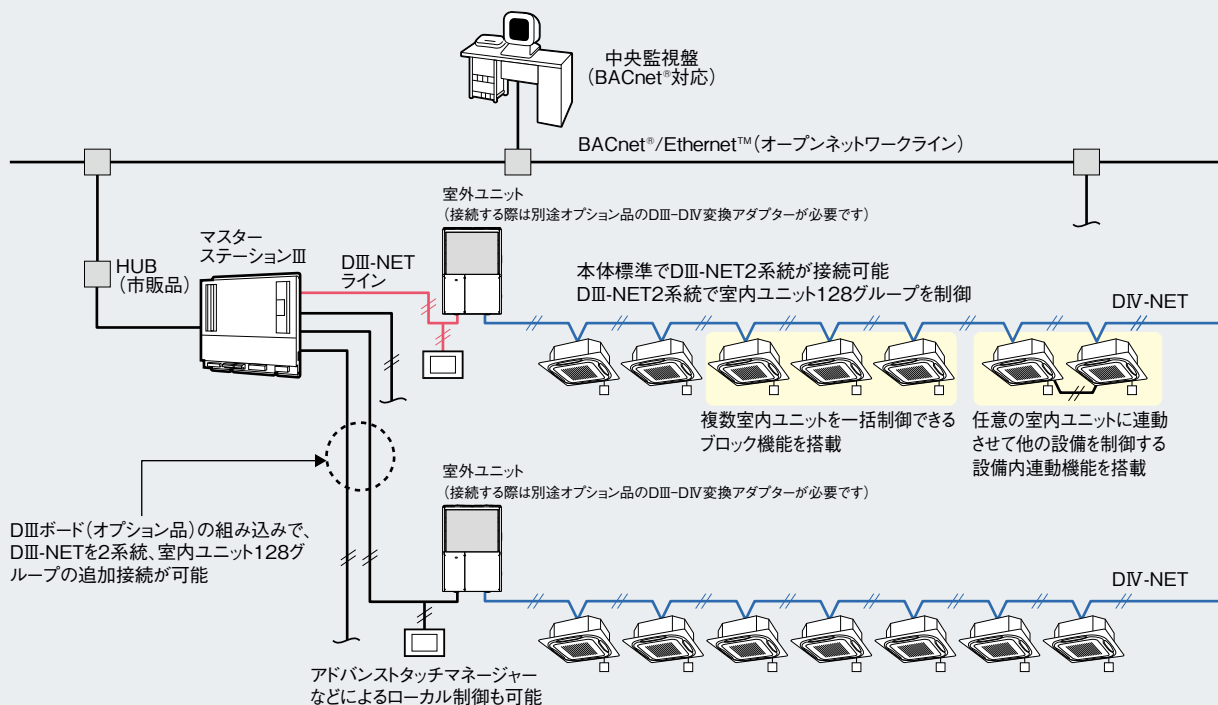 中央監視盤
（BACnet®対応）
BACnet®/Ethernet™（オープンネットワークライン）
室外ユニット
（接続する際は別途オプション品のDⅢ-DⅣ変換アダプターが必要です）
マスター
ステーションⅢ
HUB
（市販品）
DⅢ-NET
ライン
本体標準でDⅢ-NET2系統が接続可能
DⅢ-NET2系統で室内ユニット128グループを制御
DⅣ-NET
複数室内ユニットを一括制御できる
ブロック機能を搭載
任意の室内ユニットに連動
させて他の設備を制御する
設備内連動機能を搭載
室外ユニット
（接続する際は別途オプション品のDⅢ-DⅣ変換アダプターが必要です）
DⅢボード（オプション品）の組み込みで、
DⅢ-NETを2系統、室内ユニット128グ
ループの追加接続が可能
DⅣ-NET
アドバンストタッチマネージャー
などによるローカル制御も可能